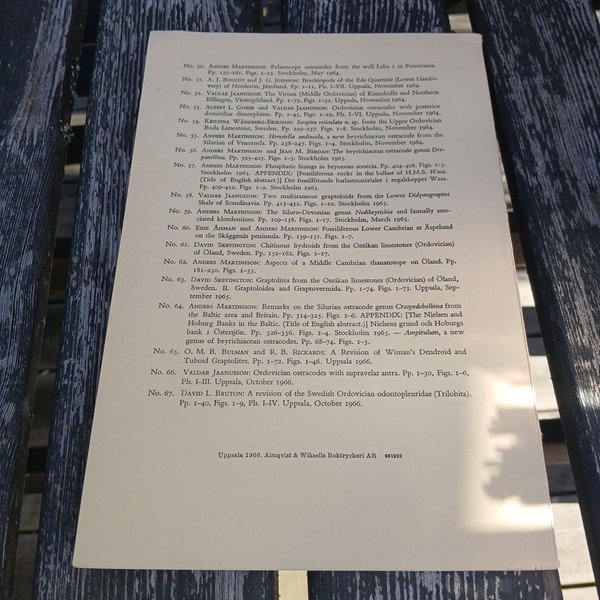 No. 50. Anders Martinsson: Palaeocope ostracodes from the well Leba 1 in Pomerania.
Pp. 125–161, Figs. 1–15. Stockholm, May 1964.
No. 51. A. J. Boucot and J. G. Johnson: Brachiopods of the Ede Quartzite (Lower Llandovery)
of Norderön, Jämtland. Pp. 1–11, Pls. I–VII. Uppsala, November 1964.
No. 52. Valdar Jaanusson: The Viruan (Middle Ordovician) of Kinnekulle and Northern
Billingen, Västergötland. Pp. 1–73, Figs. 1–32. Uppsala, November 1964.
No. 53. Albert L. Guber and Valdar Jaanusson: Ordovician ostracodes with posterior
domiciliar dimorphism. Pp. 1–43, Figs. 1–19, Pls. I–VI. Uppsala, November 1964.
No. 54. Kristina Wängberg-Eriksson: Isospira reticulata n. sp. from the Upper Ordovician
Boda Limestone, Sweden. Pp. 229–237, Figs. 1–8. Stockholm, November 1964.
No. 55. Anders Martinsson: Hemsiella andincola, a new beyrichiacean ostracode from the
Silurian of Venezuela. Pp. 238–247. Figs. 1–4. Stockholm, November 1964.
No. 56. Anders Martinsson and Jean M. Berdan: The beyrichiacean ostracode genus Drepanellina.
Pp. 395–403. Figs. 1–3. Stockholm 1965.
No. 57. Anders Martinsson: Phosphatic linings in bryozoan zooecia. Pp. 404–408. Figs. 1–3.
Stockholm 1965. APPENDIX: [Fossiliferous rocks in the ballast of H.M.S. Wasa.
(Title of English abstract.)] Det fossilförande barlastmaterialet i regalskeppet Wasa.
Pp. 409–412. Figs. 1–2. Stockholm 1965.
No. 58. Valdar Jaanusson: Two multiramous graptoloids from the Lower Didymograptus
Shale of Scandinavia. Pp. 413–432. Figs. 1–10. Stockholm 1965.
No. 59. Anders Martinsson: The Siluro-Devonian genus Nodibeyrichia and faunally associated
kloedeniines. Pp. 109–138. Figs. 1–17. Stockholm, March 1965.
No. 60. Erik Åhman and Anders Martinsson: Fossiliferous Lower Cambrian at Äspelund
on the Skäggenäs peninsula. Pp. 139–151. Figs. 1–7.
No. 61. David Skevington: Chitinous hydroids from the Ontikan limestones (Ordovician)
of Öland, Sweden. Pp. 152–162. Figs. 1–17.
No. 62. Anders Martinsson: Aspects of a Middle Cambrian thanatotope on Öland. Pp.
181–230. Figs. 1–35.
No. 63. David Skevington: Graptolites from the Ontikan limestones (Ordovician) of Öland,
Sweden. II. Graptoloidea and Graptovermida. Pp. 1–74. Figs. 1–73. Uppsala, September
1965.
No. 64. Anders Martinsson: Remarks on the Silurian ostracode genus Craspedobolbina from
the Baltic area and Britain. Pp. 314–325. Figs. 1–6. APPENDIX: [The Nielsen and
Hoburg Banks in the Baltic. (Title of English abstract.)] Nielsens grund och Hoburgs
bank i Östersjön. Pp. 326–336. Figs. 1–4. Stockholm 1965. — Ampirulum, a new
genus of beyrichiacean ostracodes. Pp. 68–74. Figs. 1–3.
No. 65. O. M. B. Bulman and R. B. Rickards: A Revision of Wiman's Dendroid and
Tuboid Graptolites. Pp. 1–72. Figs. 1–46. Uppsala 1966.
No. 66. Valdar Jaanusson: Ordovician ostracodes with supravelar antra. Pp. 1–30, Figs. 1–6,
Pls. I–III. Uppsala, October 1966.
No. 67. David L. Bruton: A revision of the Swedish Ordovician odontopleuridae (Trilobita).
Pp. 1–40, Figs. 1–9, Pls. I–IV. Uppsala, October 1966.
Uppsala 1966. Almqvist & Wiksells Boktryckeri AB 661932